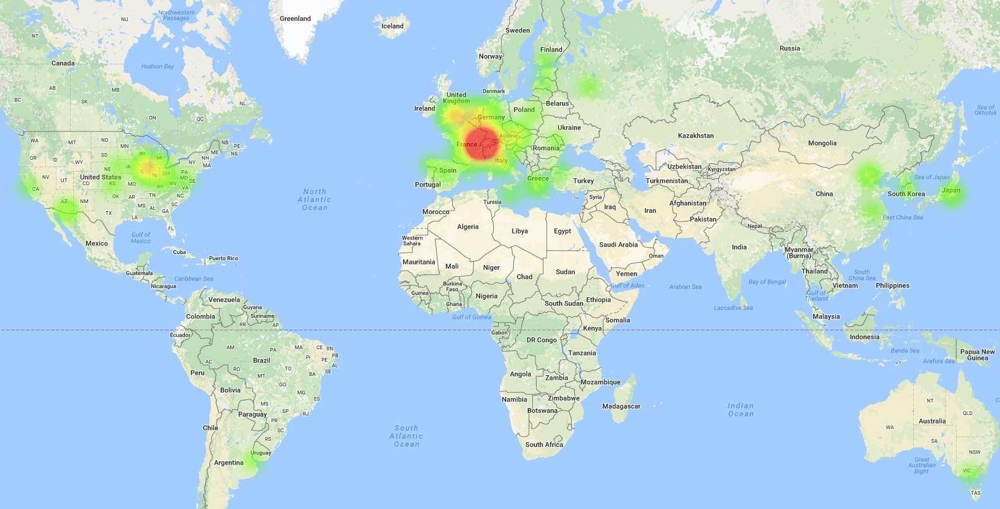 Greenland
Iceland
Northwestern
Passages
NU
NT
Canada
Hudson Bay
AB
SK
MB
BC
ON
QC
NL
NB
PE
NS
WA
MT
ND
MN
OR
ID
WY
SD
WI
MI
ME
NH
MA
NY
NV
UT
NE
IA
IL
IN
OH
PA
MD
DE
WV
VA
United States
CO
KS
MO
KY
CA
AZ
NM
OK
AR
TN
NC
SC
MS
AL
GA
TX
LA
FL
Mexico
Gulf of
Mexico
Cuba
Puerto Rico
Guatemala
Caribbean Sea
Nicaragua
Venezuela
Guyana
Suriname
Colombia
RR
AP
Ecuador
AM
PA
MA
CE
RN
PB
PI
PE
AL
SE
AC
RO
Brazil
TO
BA
Peru
MT
GO
MG
ES
Bolivia
MS
SP
RJ
Paraguay
PR
SC
Chile
RS
Uruguay
Argentina
North
Atlantic
Ocean
South
Atlantic
Ocean
Sweden
Finland
Norway
Russia
United
Kingdom
Denmark
Ireland
Belarus
Poland
Germany
Ukraine
Austria
France
Romania
Italy
Spain
Portugal
Greece
Turkey
Kazakhstan
Mongolia
Uzbekistan
Kyrgyzstan
Turkmenistan
Sea of
Okhotsk
Sea of Japan
Japan
South Korea
China
East China Sea
Syria
Iraq
Iran
Afghanistan
Pakistan
Nepal
India
Myanmar
(Burma)
Thailand
Vietnam
South
China Sea
Philippines
Bay of Bengal
Gulf of
Thailand
Laccadive Sea
Arabian Sea
Malaysia
Indonesia
Banda Sea
Arafura Sea
Papua New
Guinea
Tunisia
Morocco
Algeria
Libya
Egypt
Western
Sahara
Saudi Arabia
Oman
Mauritania
Mali
Niger
Chad
Sudan
Yemen
Gulf of Aden
Burkina
Faso
Guinea
Nigeria
Ghana
South Sudan
Ethiopia
Gulf of Guinea
Somalia
Gabon
Kenya
DR Congo
Tanzania
Angola
Zambia
Mozambique
Namibia
Zimbabwe
Botswana
Madagascar
South Africa
Indian
Ocean
NT
QLD
WA
Australia
SA
NSW
Great
Australian
Bight
VIC
TAS